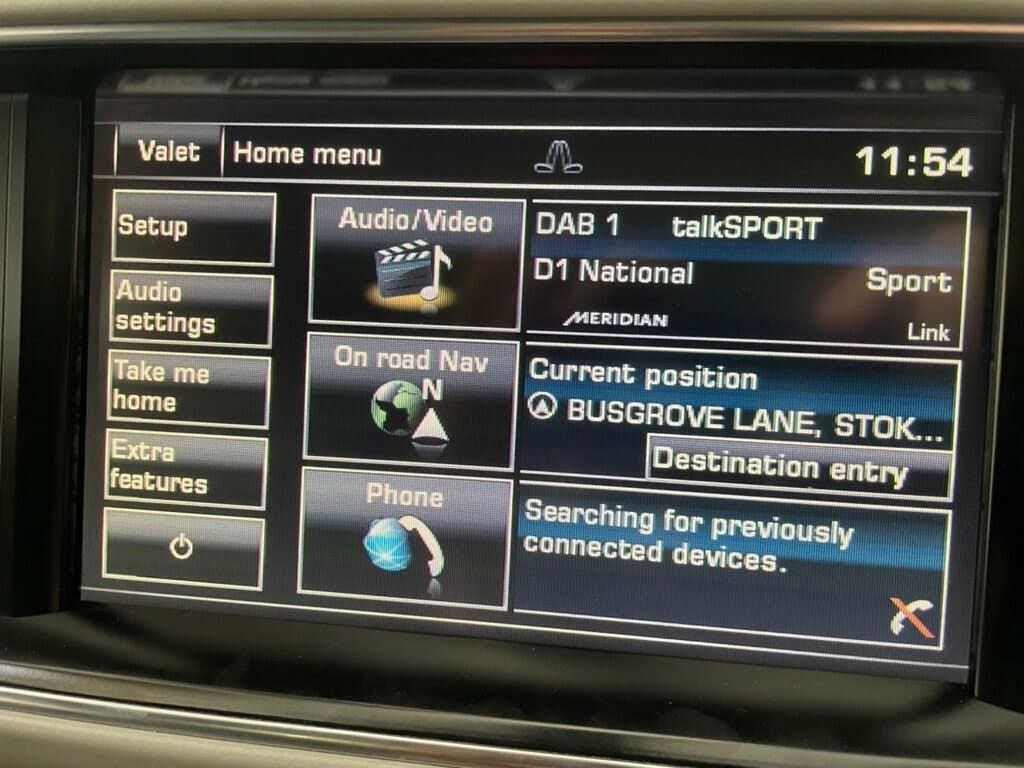 Valet
Home menu
11:54
Setup
Audio
settings
Take me
home
Extra
features
Audio/Video
On road Nav
N
Phone
DAB 1 talkSPORT
D1 National Sport
MERIDIAN
Link
Current position
BUSGROVE LANE, STOK...
Destination entry
Searching for previously
connected devices.